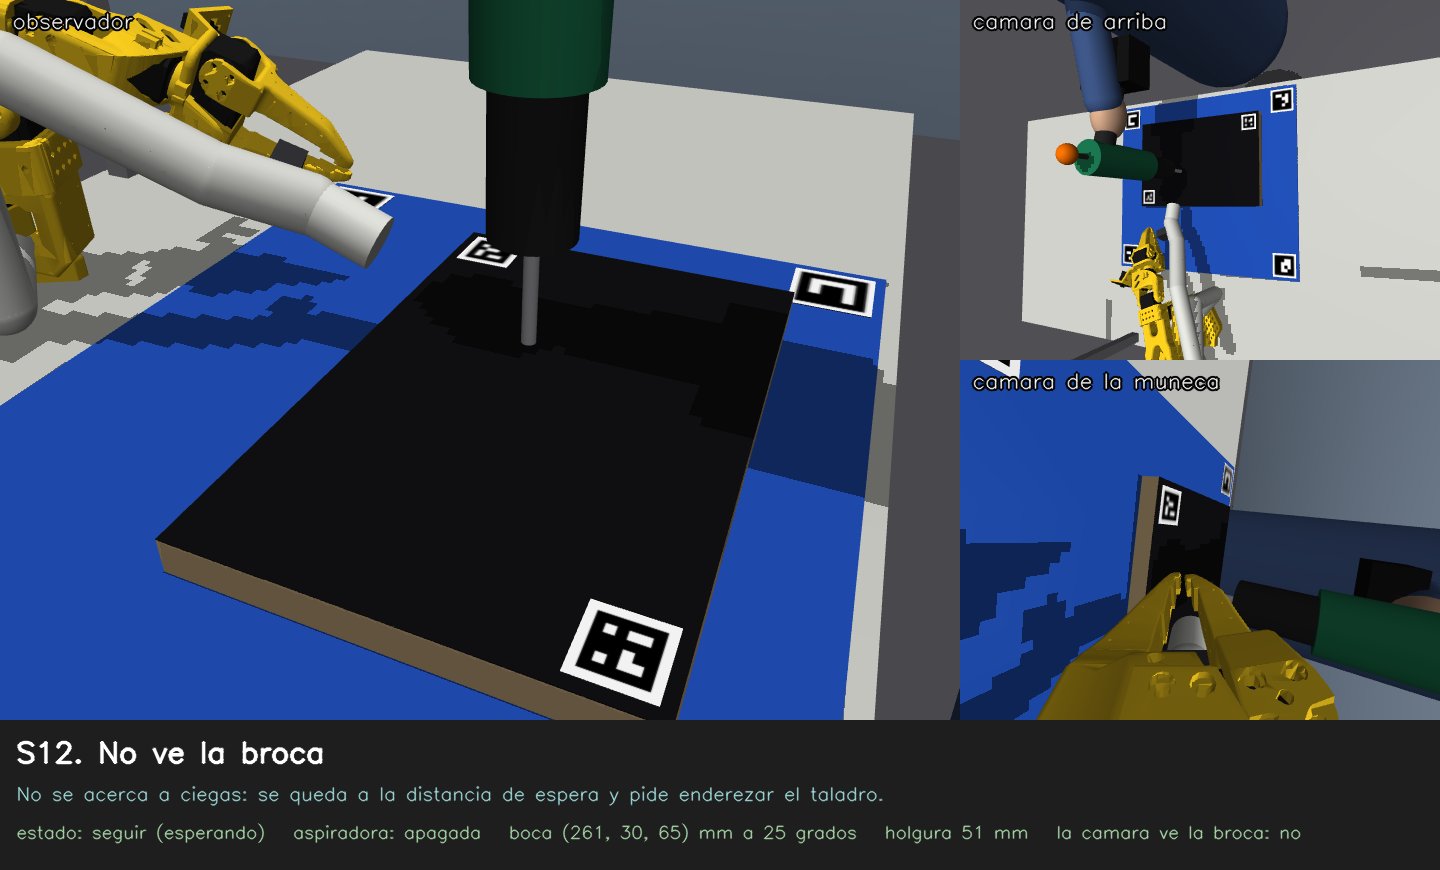 observador
camara de arriba
camara de la muneca
S12. No ve la broca
No se acerca a ciegas: se queda a la distancia de espera y pide enderezar el taladro.
estado: seguir (esperando) aspiradora: apagada boca (261, 30, 65) mm a 25 grados holgura 51 mm la camara ve la broca: no